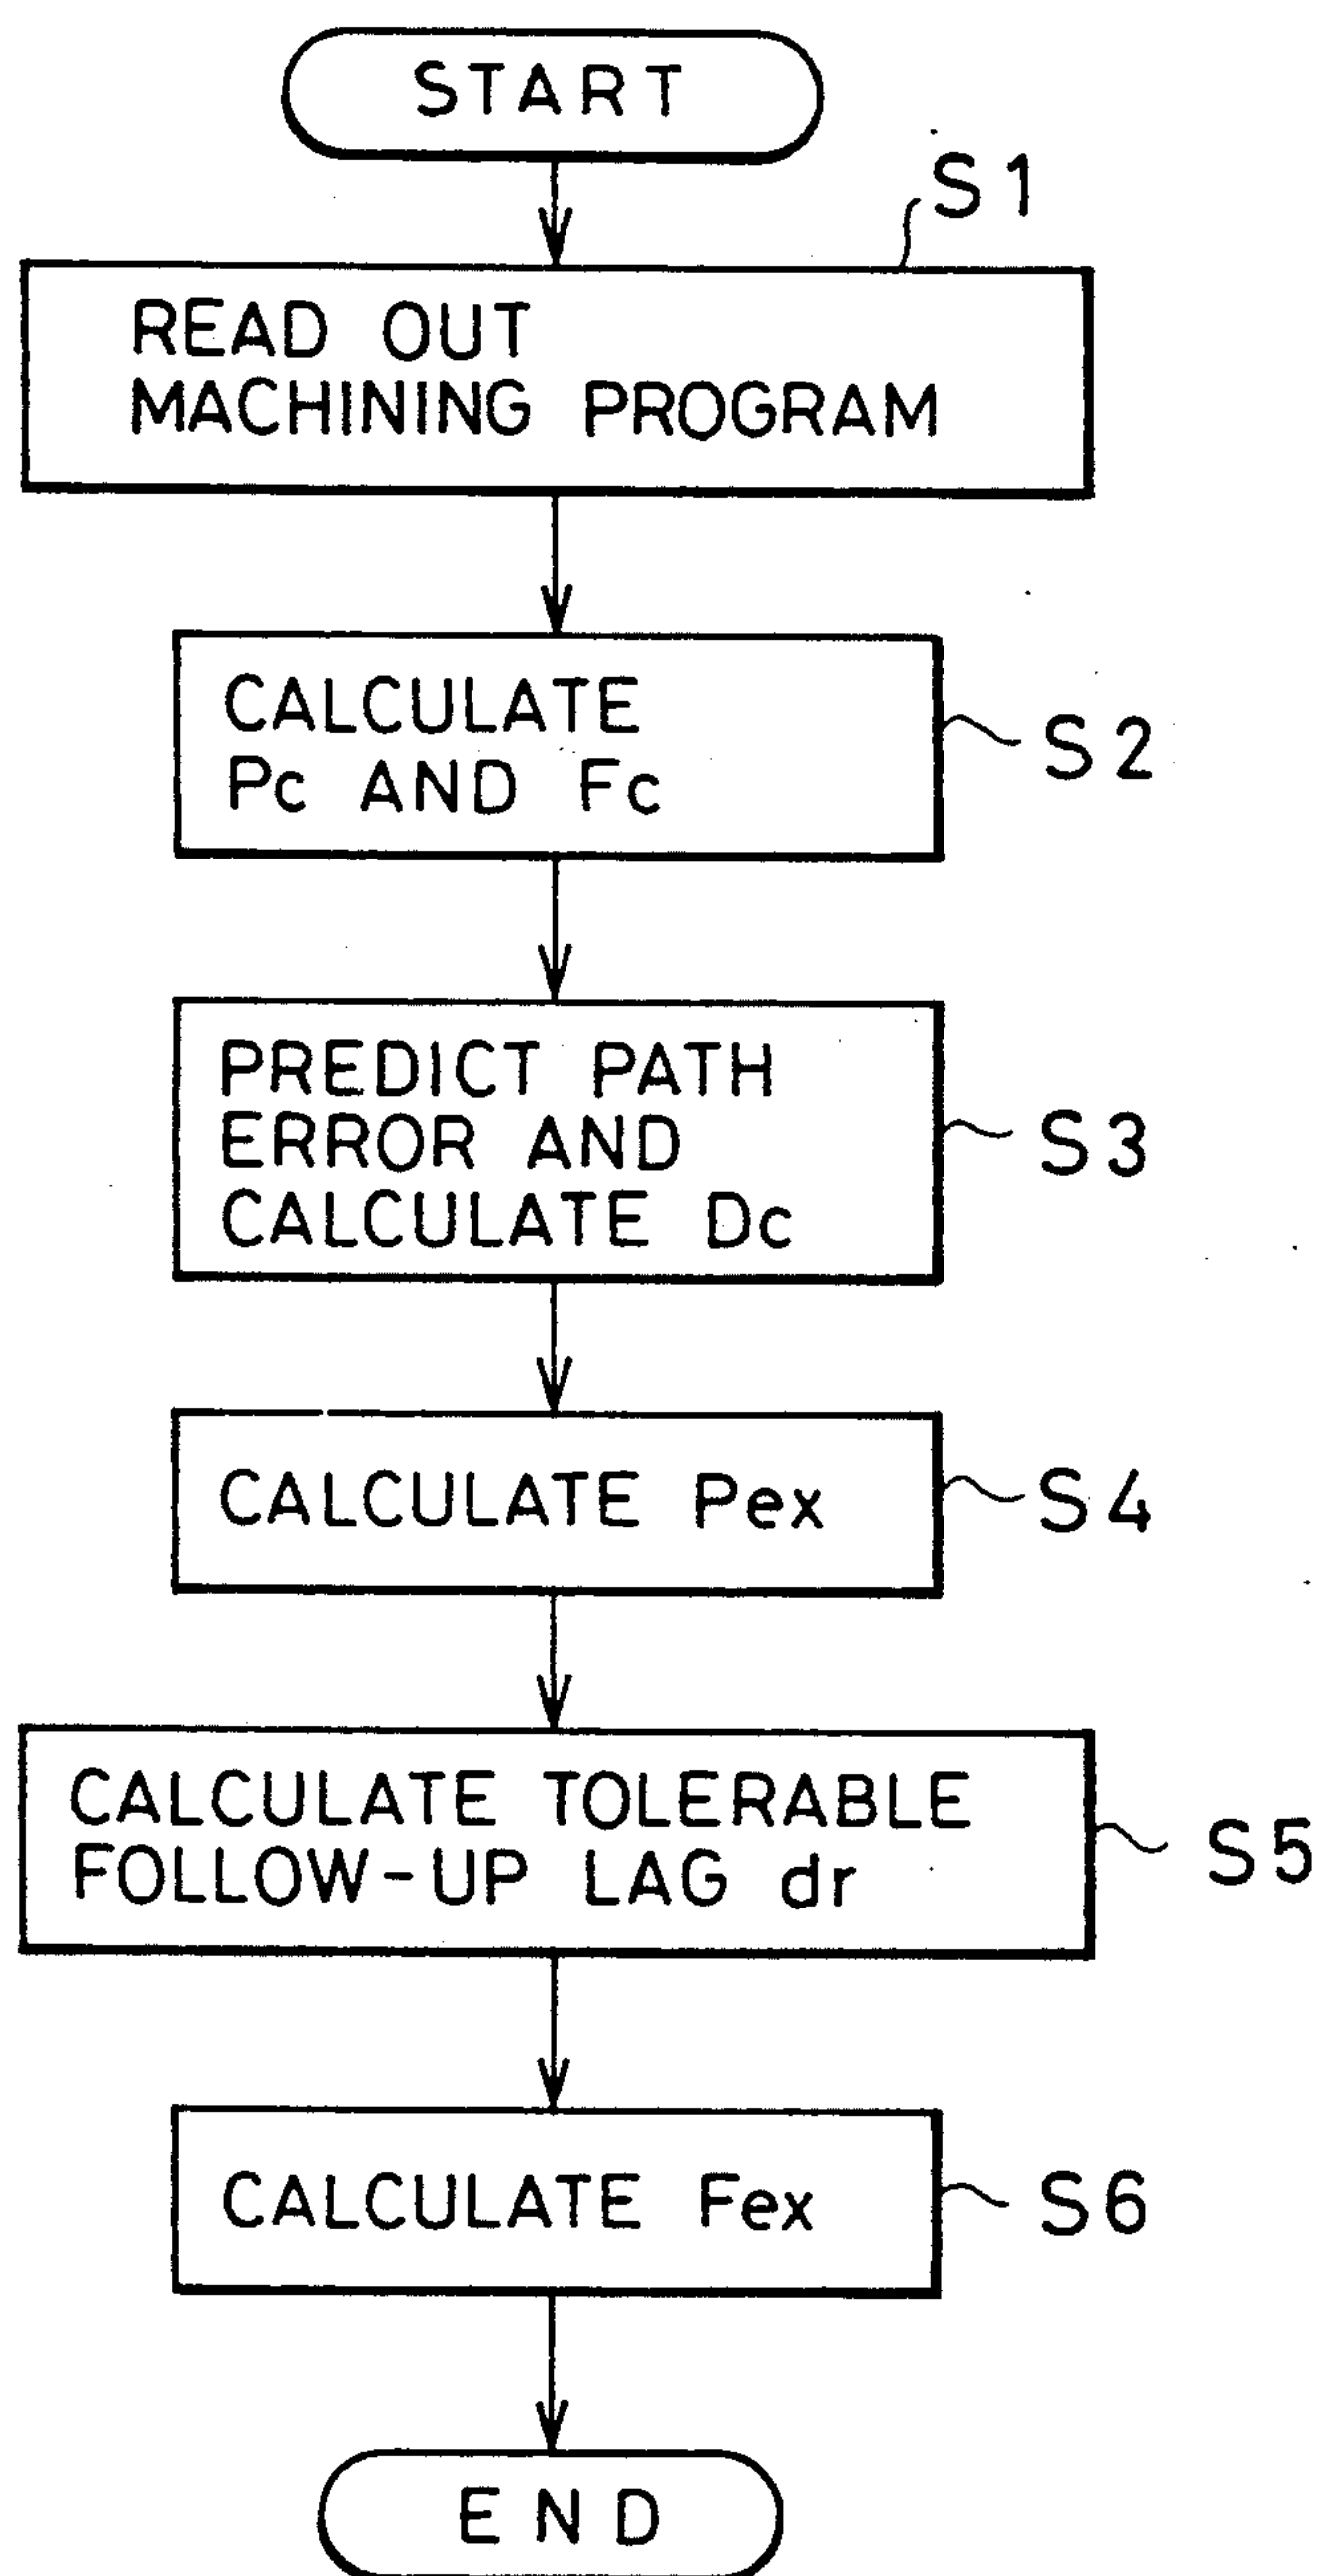 START
S1
READ OUT
MACHINING PROGRAM
CALCULATE
Pc AND Fc
S2
PREDICT PATH
ERROR AND
CALCULATE Dc
S3
CALCULATE Pex
S4
CALCULATE TOLERABLE
FOLLOW-UP LAG dr
S5
CALCULATE Fex
S6
END